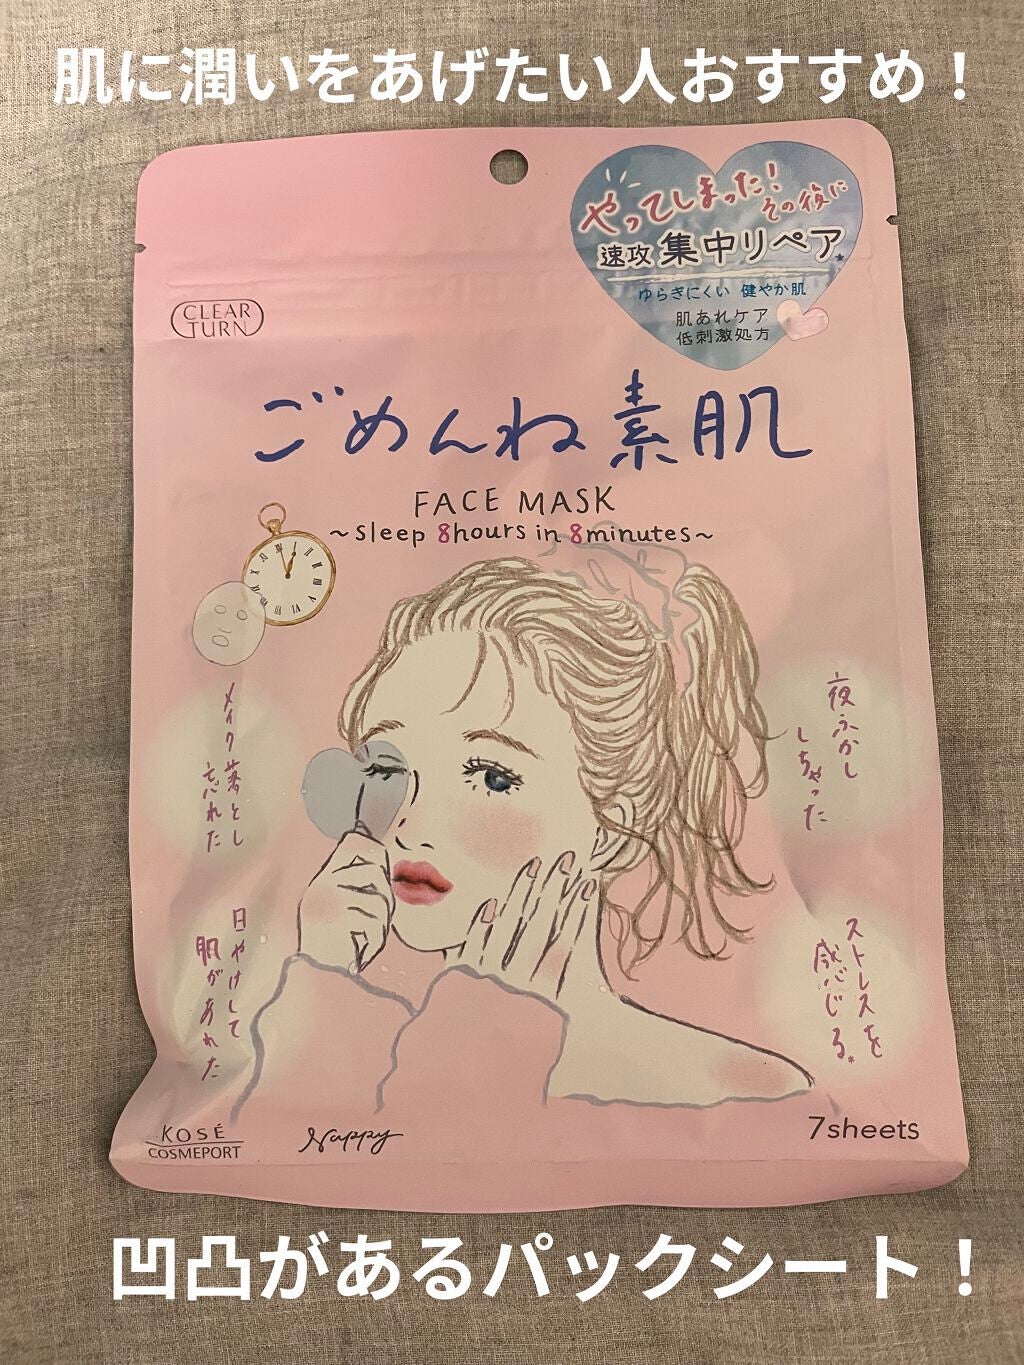 肌に潤いをあげたい人おすすめ！
やってしまった！
その後に
速攻 集中リペア*
ゆらぎにくい 健やか肌
肌あれケア
低刺激処方
CLEAR
TURN
ごめんね素肌
FACE MASK
～sleep 8hours in 8minutes～
メイク落とし
忘れた
夜ふかし
しちゃった
日やけして
肌があれた
ストレスを
感じる*
KOSÉ
COSMEPORT
Nappy
7sheets
凹凸があるパックシート！